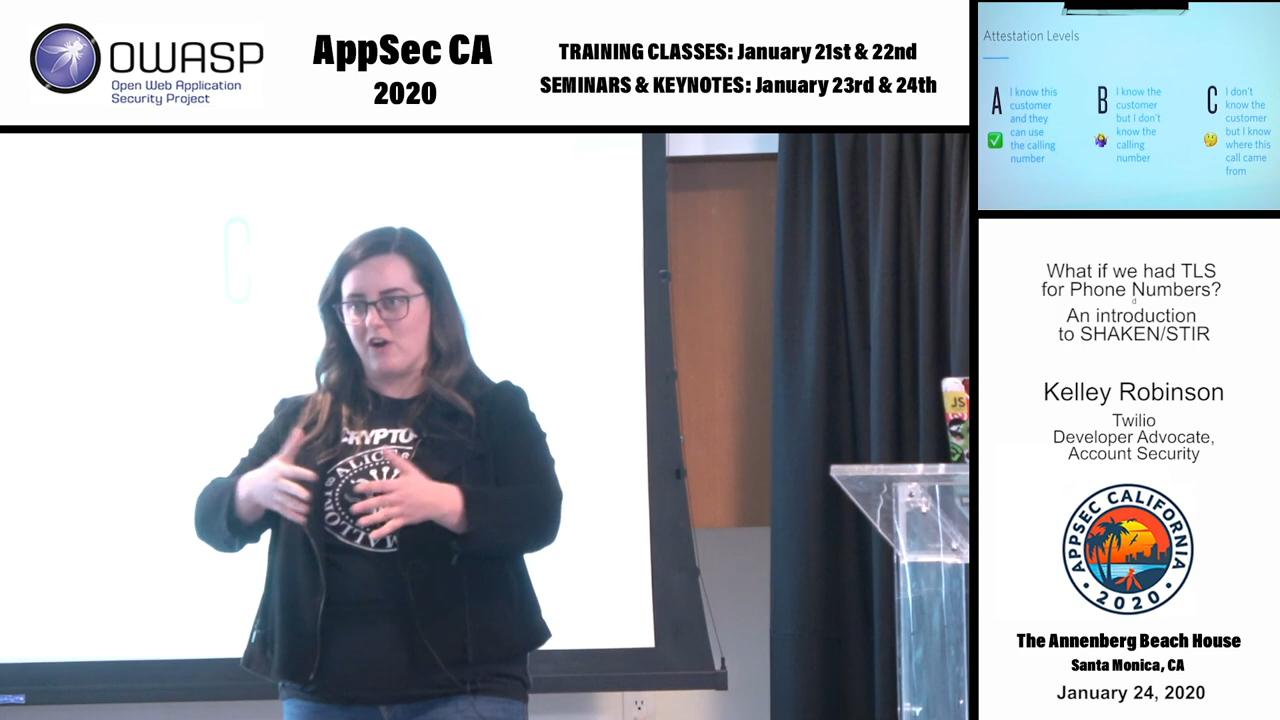 OWASP
Open Web Application
Security Project
AppSec CA
2020
TRAINING CLASSES: January 21st & 22nd
SEMINARS & KEYNOTES: January 23rd & 24th
Attestation Levels
A
I know this
customer
and they
can use
the calling
number
B
I know the
customer
but I don't
know the
calling
number
C
I don't
know the
customer
but I know
where this
call came
from
C
CRYPTO
ALICE &
MALLORY &
JS
What if we had TLS
for Phone Numbers?
d
An introduction
to SHAKEN/STIR
Kelley Robinson
Twilio
Developer Advocate,
Account Security
APPSEC CALIFORNIA
• 2020 •
The Annenberg Beach House
Santa Monica, CA
January 24, 2020